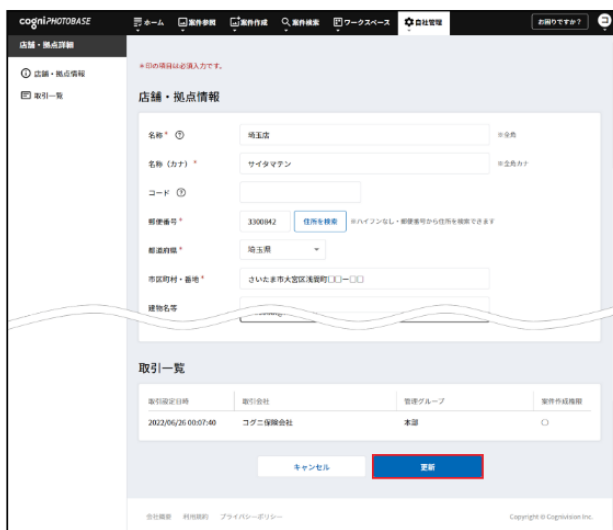 cogni PHOTOBASE ホーム 案件参照 案件作成 案件検索 ワークスペース 自社管理 お困りですか？
店舗・拠点詳細
店舗・拠点情報
取引一覧
*印の項目は必須入力です。
店舗・拠点情報
名称* 埼玉店 ※全角
名称（カナ）* サイタマテン ※全角カナ
コード
郵便番号* 3300842 住所を検索 ※ハイフンなし・郵便番号から住所を検索できます
都道府県* 埼玉県
市区町村・番地* さいたま市大宮区浅間町□□ー□□
建物名等
取引一覧
取引設定日時 取引会社 管理グループ 案件作成権限
2022/06/26 00:07:40 コグニ保険会社 本部 〇
キャンセル 更新
会社概要 利用規約 プライバシーポリシー Copyright © Cognivision Inc.